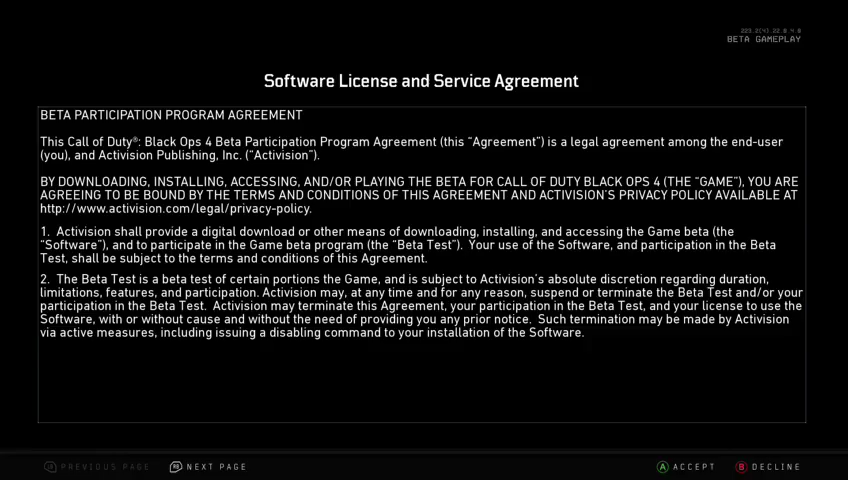 BETA GAMEPLAY
Software License and Service Agreement
BETA PARTICIPATION PROGRAM AGREEMENT
This Call of Duty®: Black Ops 4 Beta Participation Program Agreement (this “Agreement”) is a legal agreement among the end-user
(you), and Activision Publishing, Inc. (“Activision”).
BY DOWNLOADING, INSTALLING, ACCESSING, AND/OR PLAYING THE BETA FOR CALL OF DUTY BLACK OPS 4 (THE “GAME”), YOU ARE
AGREEING TO BE BOUND BY THE TERMS AND CONDITIONS OF THIS AGREEMENT AND ACTIVISION’S PRIVACY POLICY AVAILABLE AT
http://www.activision.com/legal/privacy-policy.
1. Activision shall provide a digital download or other means of downloading, installing, and accessing the Game beta (the
“Software”), and to participate in the Game beta program (the “Beta Test”). Your use of the Software, and participation in the Beta
Test, shall be subject to the terms and conditions of this Agreement.
2. The Beta Test is a beta test of certain portions the Game, and is subject to Activision’s absolute discretion regarding duration,
limitations, features, and participation. Activision may, at any time and for any reason, suspend or terminate the Beta Test and/or your
participation in the Beta Test. Activision may terminate this Agreement, your participation in the Beta Test, and your license to use the
Software, with or without cause and without the need of providing you any prior notice. Such termination may be made by Activision
via active measures, including issuing a disabling command to your installation of the Software.
LB PREVIOUS PAGE RB NEXT PAGE A ACCEPT B DECLINE